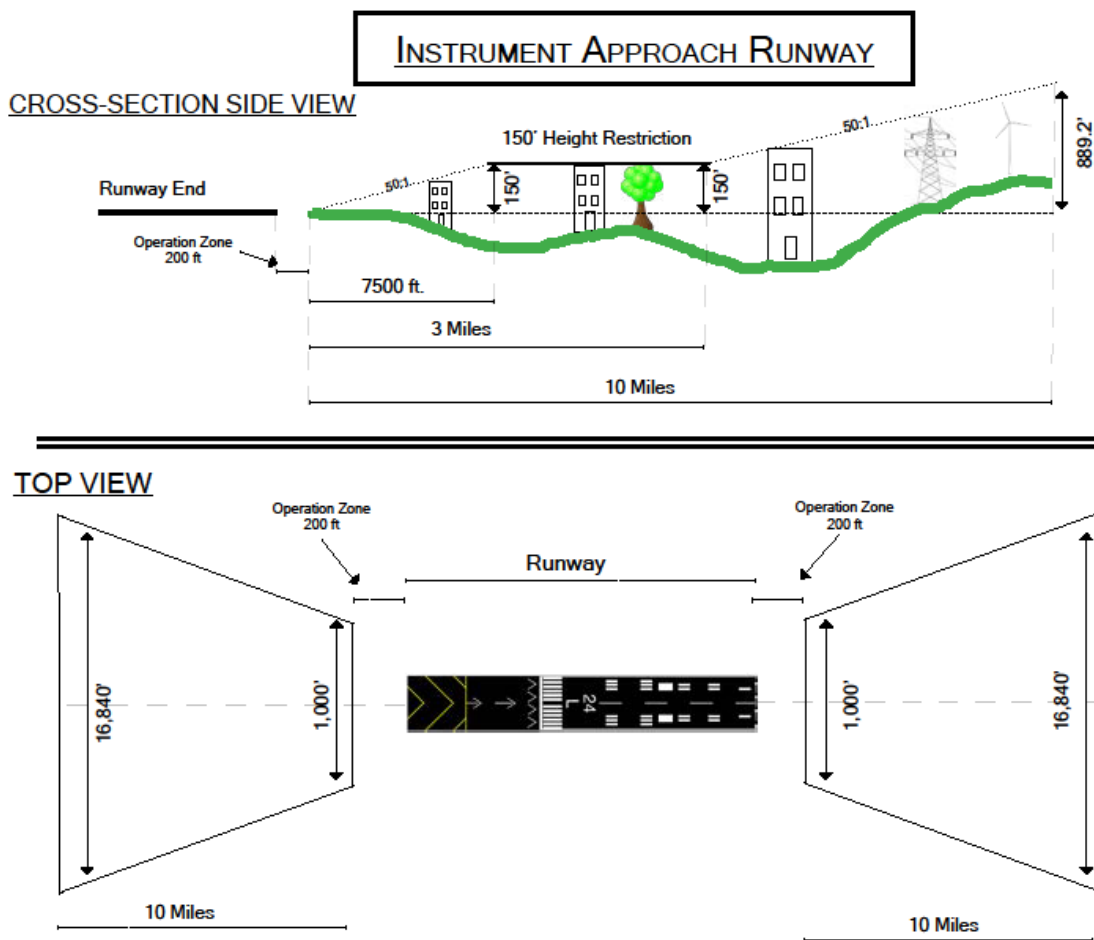 INSTRUMENT APPROACH RUNWAY
CROSS-SECTION SIDE VIEW
150' Height Restriction
50:1
889.2'
Runway End
50:1
150'
150'
Operation Zone
200 ft
7500 ft.
3 Miles
10 Miles
TOP VIEW
Operation Zone
200 ft
Operation Zone
200 ft
Runway
16,840'
1,000'
24
L
1,000'
16,840'
10 Miles
10 Miles